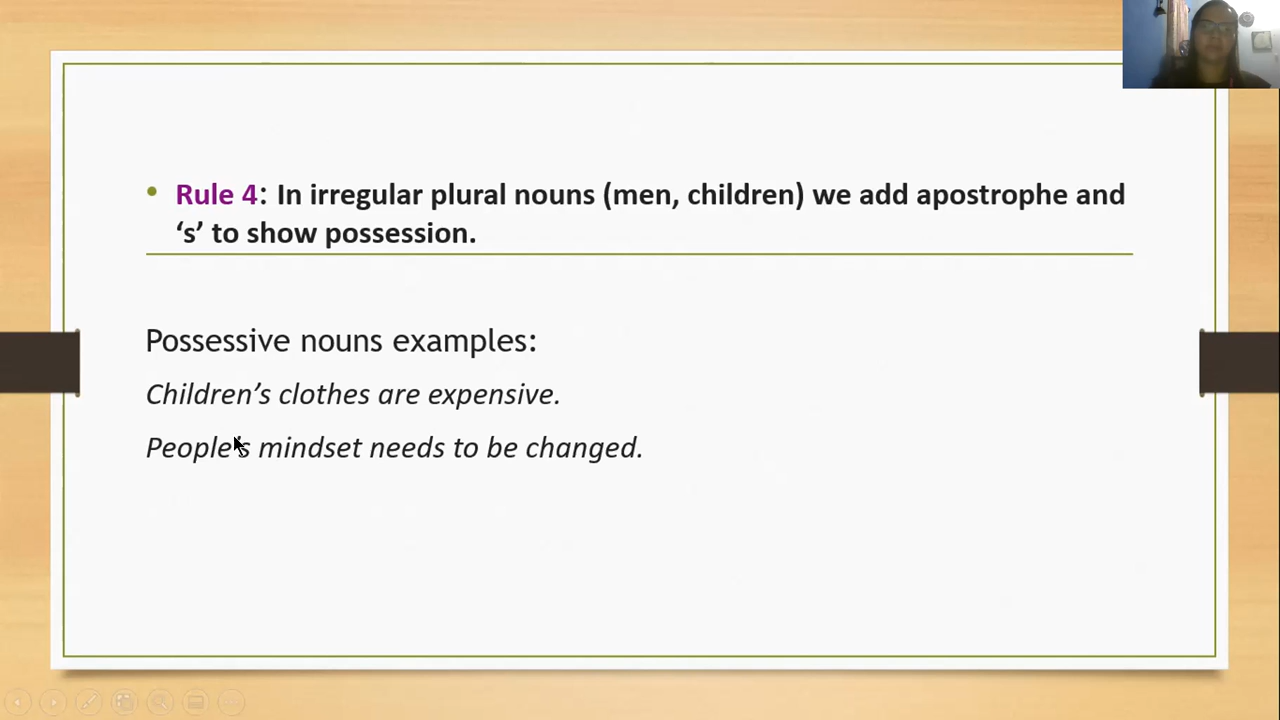 Rule 4: In irregular plural nouns (men, children) we add apostrophe and
‘s’ to show possession.
Possessive nouns examples:
Children’s clothes are expensive.
People’s mindset needs to be changed.